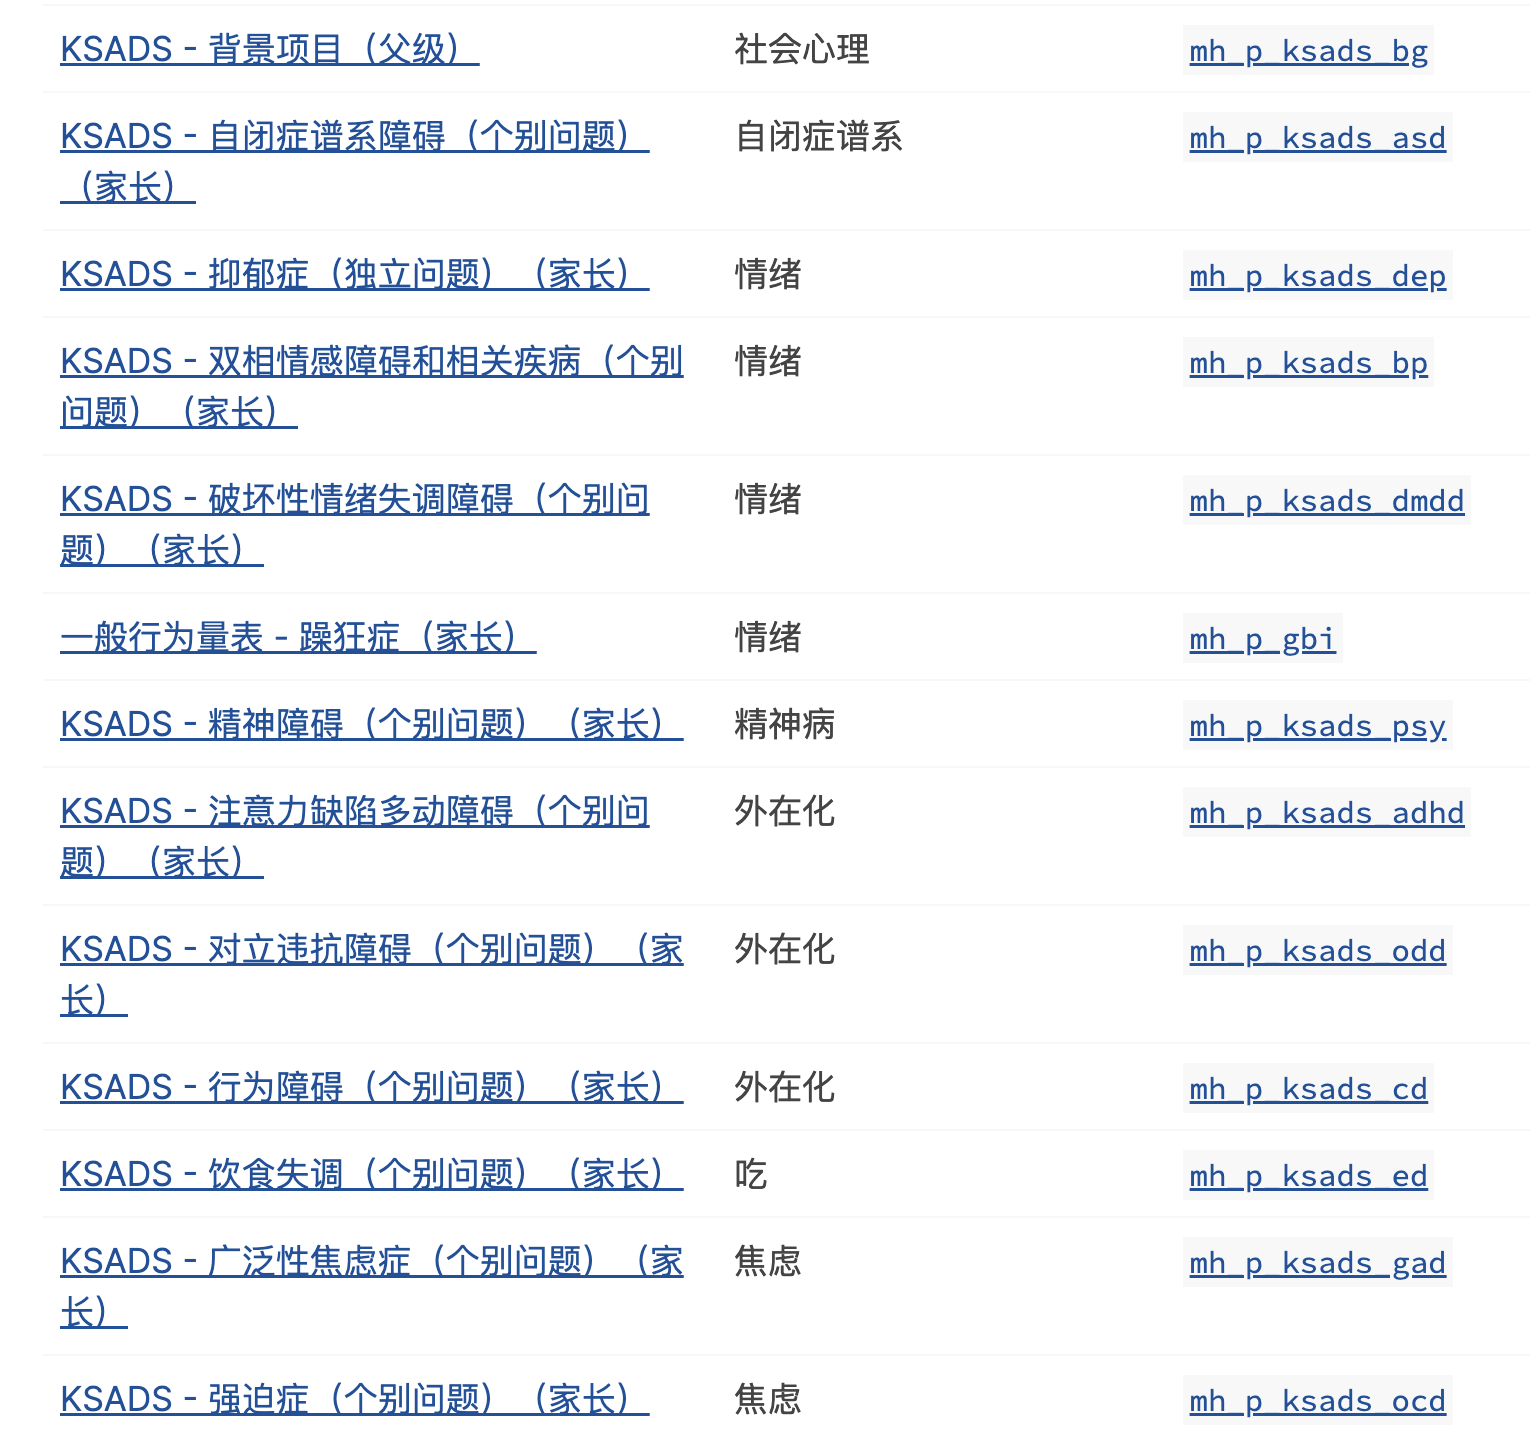 KSADS - 背景项目（父级） 社会心理 mh_p_ksads_bg
KSADS - 自闭症谱系障碍（个别问题） 自闭症谱系 mh_p_ksads_asd
（家长）
KSADS - 抑郁症（独立问题）（家长） 情绪 mh_p_ksads_dep
KSADS - 双相情感障碍和相关疾病（个别 情绪 mh_p_ksads_bp
问题）（家长）
KSADS - 破坏性情绪失调障碍（个别问 情绪 mh_p_ksads_dmdd
题）（家长）
一般行为量表 - 躁狂症（家长） 情绪 mh_p_gbi
KSADS - 精神障碍（个别问题）（家长） 精神病 mh_p_ksads_psy
KSADS - 注意力缺陷多动障碍（个别问 外在化 mh_p_ksads_adhd
题）（家长）
KSADS - 对立违抗障碍（个别问题）（家 外在化 mh_p_ksads_odd
长）
KSADS - 行为障碍（个别问题）（家长） 外在化 mh_p_ksads_cd
KSADS - 饮食失调（个别问题）（家长） 吃 mh_p_ksads_ed
KSADS - 广泛性焦虑症（个别问题）（家 焦虑 mh_p_ksads_gad
长）
KSADS - 强迫症（个别问题）（家长） 焦虑 mh_p_ksads_ocd